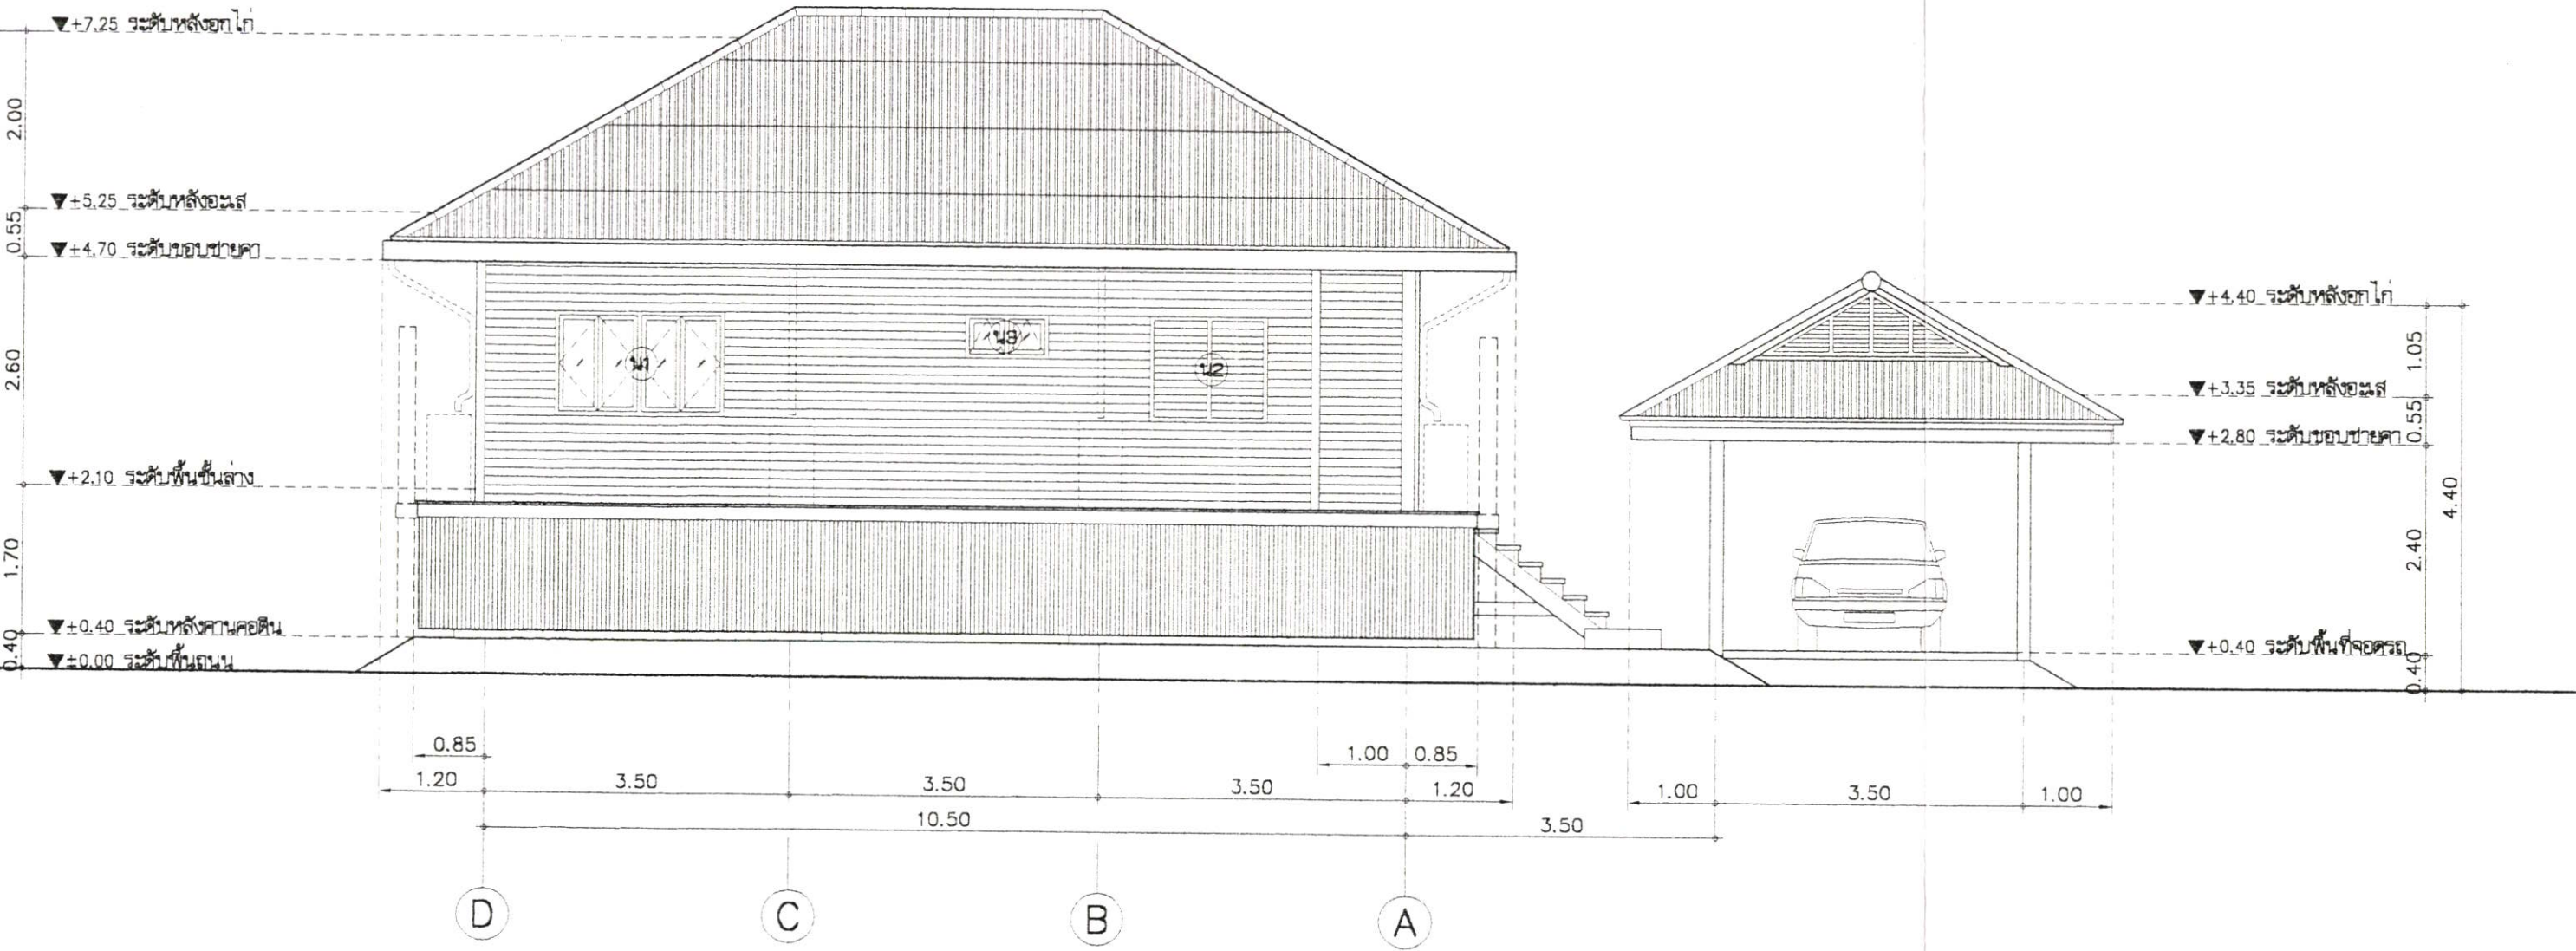 +7.25 ระดับหลังอกไก่
2.00
+5.25 ระดับหลังอะเส
0.55
+4.70 ระดับขอบชายคา
2.60
+2.10 ระดับพื้นชั้นล่าง
1.70
+0.40 ระดับหลังคานคอดิน
0.40
±0.00 ระดับพื้นถนน
น1
น3
น2
+4.40 ระดับหลังอกไก่
1.05
+3.35 ระดับหลังอะเส
0.55
+2.80 ระดับขอบชายคา
4.40
2.40
+0.40 ระดับพื้นที่จอดรถ
0.40
0.85
1.00 0.85
1.20 3.50 3.50 3.50 1.20 1.00 3.50 1.00
10.50 3.50
D C B A